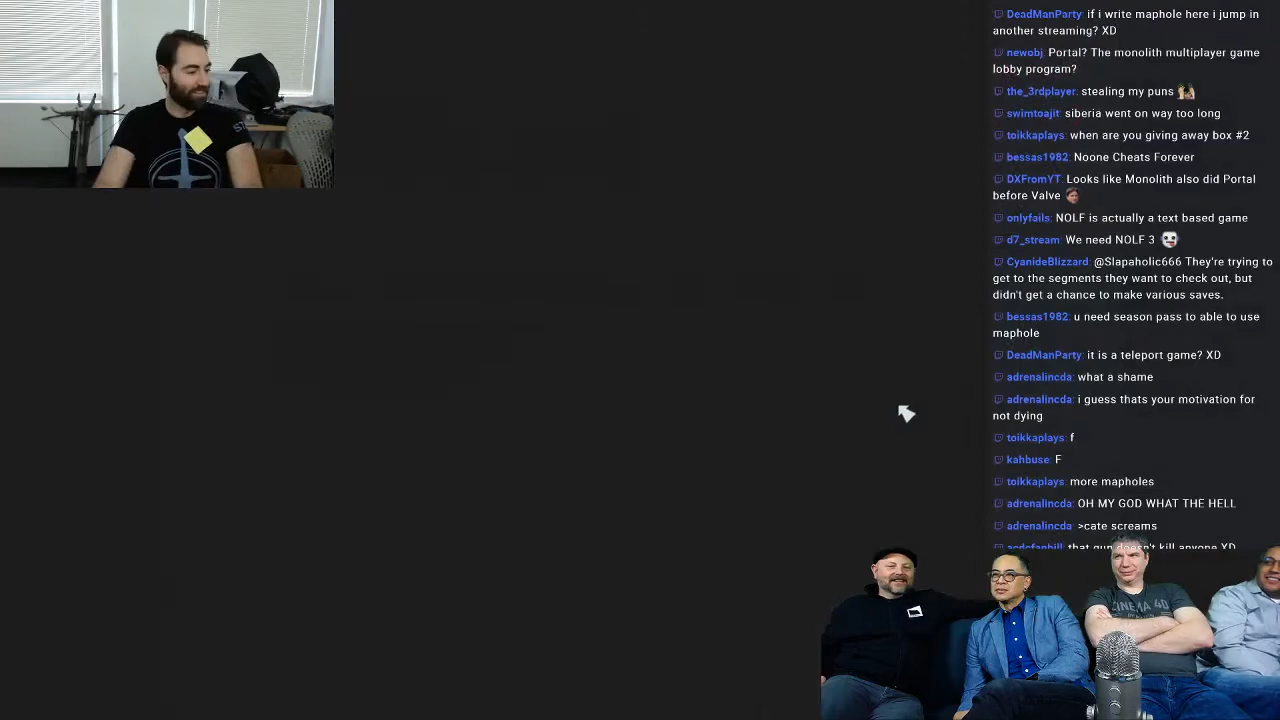 DeadManParty: if i write maphole here i jump in
another streaming? XD
newobj: Portal? The monolith multiplayer game
lobby program?
the_3rdplayer: stealing my puns
swimtoajit: siberia went on way too long
toikkaplays: when are you giving away box #2
bessas1982: Noone Cheats Forever
DXFromYT: Looks like Monolith also did Portal
before Valve
onlyfails: NOLF is actually a text based game
d7_stream: We need NOLF 3
CyanideBlizzard: @Slapaholic666 They're trying to
get to the segments they want to check out, but
didn't get a chance to make various saves.
bessas1982: u need season pass to able to use
maphole
DeadManParty: it is a teleport game? XD
adrenalincda: what a shame
adrenalincda: i guess thats your motivation for
not dying
toikkaplays: f
kahbuse: F
toikkaplays: more mapholes
adrenalincda: OH MY GOD WHAT THE HELL
adrenalincda: >cate screams
that gun doesn't kill anyone XD
CINEMA 4D